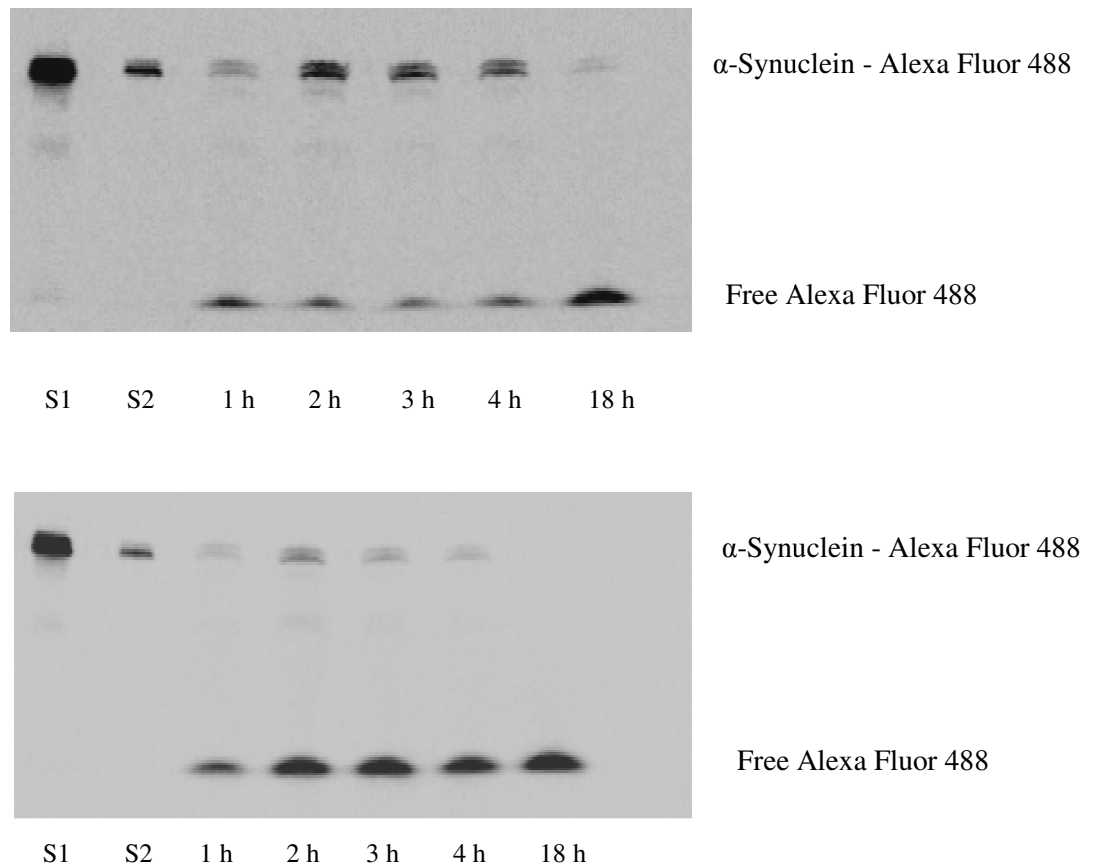 α-Synuclein - Alexa Fluor 488
Free Alexa Fluor 488
S1 S2 1 h 2 h 3 h 4 h 18 h
α-Synuclein - Alexa Fluor 488
Free Alexa Fluor 488
S1 S2 1 h 2 h 3 h 4 h 18 h